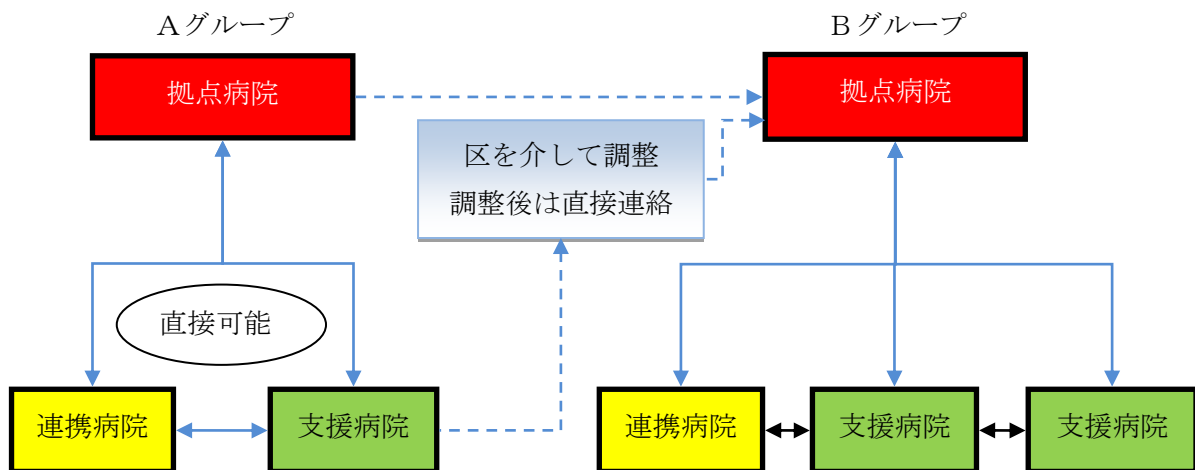 Ａグループ
Ｂグループ
拠点病院
拠点病院
区を介して調整
調整後は直接連絡
直接可能
連携病院
支援病院
連携病院
支援病院
支援病院